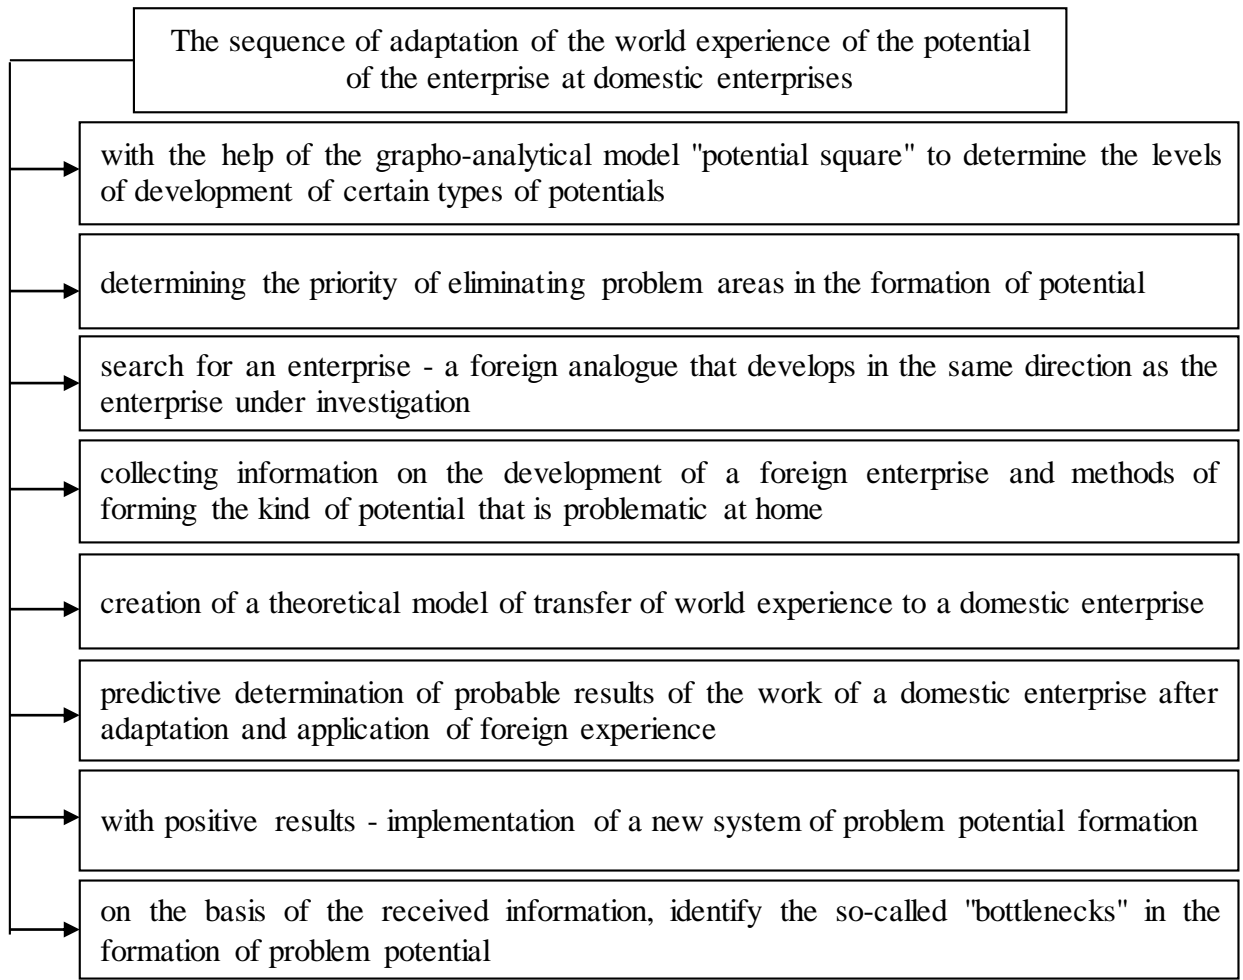 The sequence of adaptation of the world experience of the potential
of the enterprise at domestic enterprises
with the help of the grapho-analytical model "potential square" to determine the levels
of development of certain types of potentials
determining the priority of eliminating problem areas in the formation of potential
search for an enterprise - a foreign analogue that develops in the same direction as the
enterprise under investigation
collecting information on the development of a foreign enterprise and methods of
forming the kind of potential that is problematic at home
creation of a theoretical model of transfer of world experience to a domestic enterprise
predictive determination of probable results of the work of a domestic enterprise after
adaptation and application of foreign experience
with positive results - implementation of a new system of problem potential formation
on the basis of the received information, identify the so-called "bottlenecks" in the
formation of problem potential